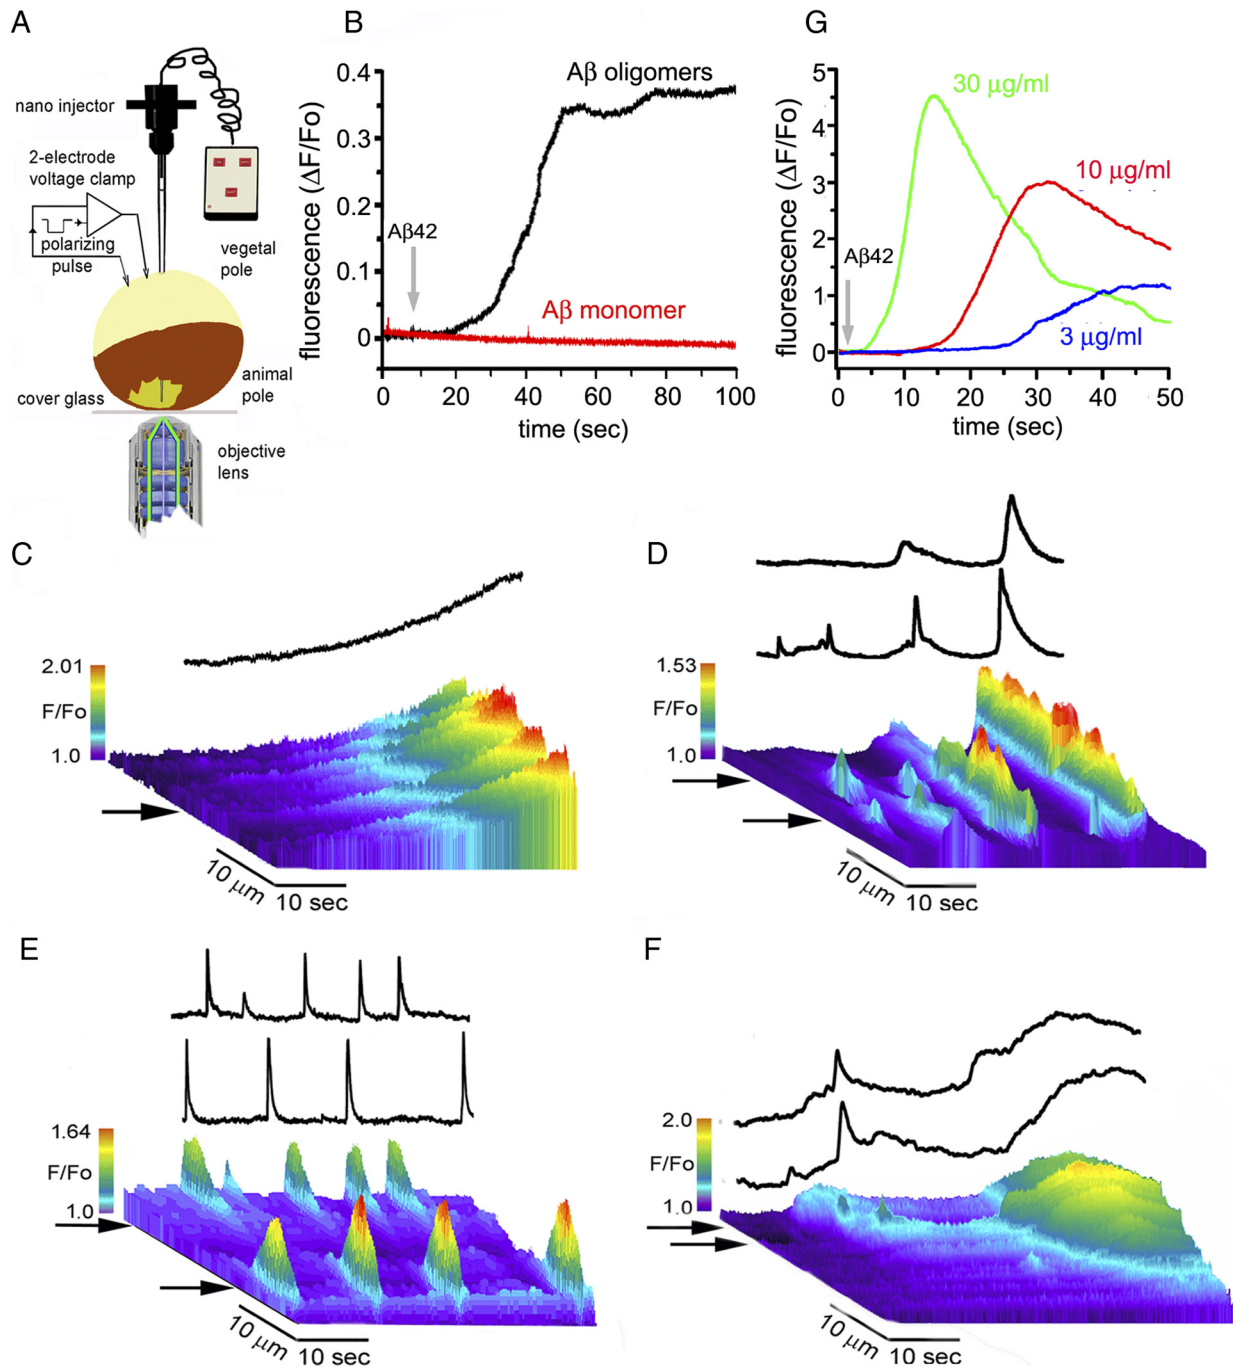 A
nano injector
2-electrode
voltage clamp
polarizing
pulse
vegetal
pole
cover glass
animal
pole
objective
lens
B
fluorescence (ΔF/Fo)
0.4
0.3
0.2
0.1
0
Aβ oligomers
Aβ42
Aβ monomer
0 20 40 60 80 100
time (sec)
G
fluorescence (ΔF/Fo)
5
4
3
2
1
0
30 μg/ml
10 μg/ml
Aβ42
3 μg/ml
0 10 20 30 40 50
time (sec)
C
2.01
F/Fo
1.0
10 μm
10 sec
D
1.53
F/Fo
1.0
10 μm
10 sec
E
1.64
F/Fo
1.0
10 μm
10 sec
F
2.0
F/Fo
1.0
10 μm
10 sec